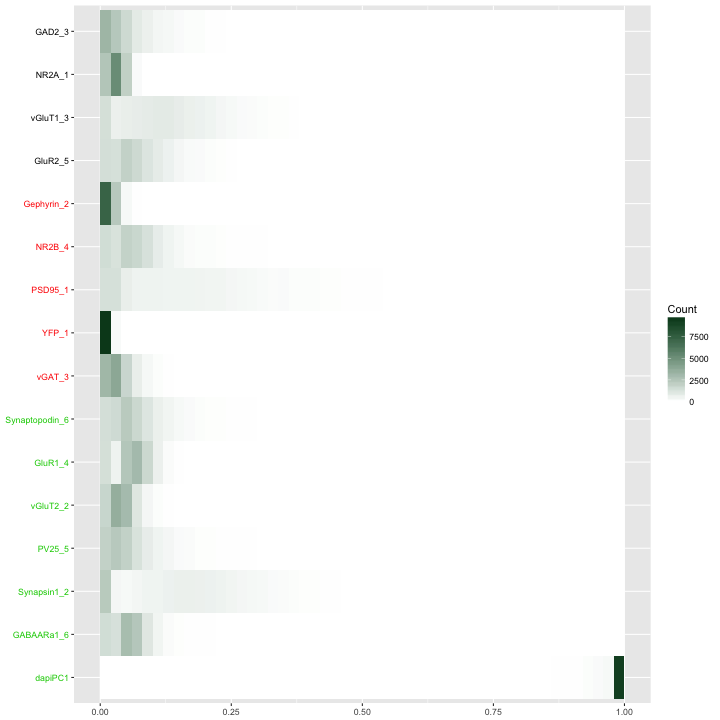 GAD2_3
NR2A_1
vGluT1_3
GluR2_5
Gephyrin_2
NR2B_4
PSD95_1
YFP_1
vGAT_3
Synaptopodin_6
GluR1_4
vGluT2_2
PV25_5
Synapsin1_2
GABAARa1_6
dapiPC1
0.00 0.25 0.50 0.75 1.00
Count
7500
5000
2500
0